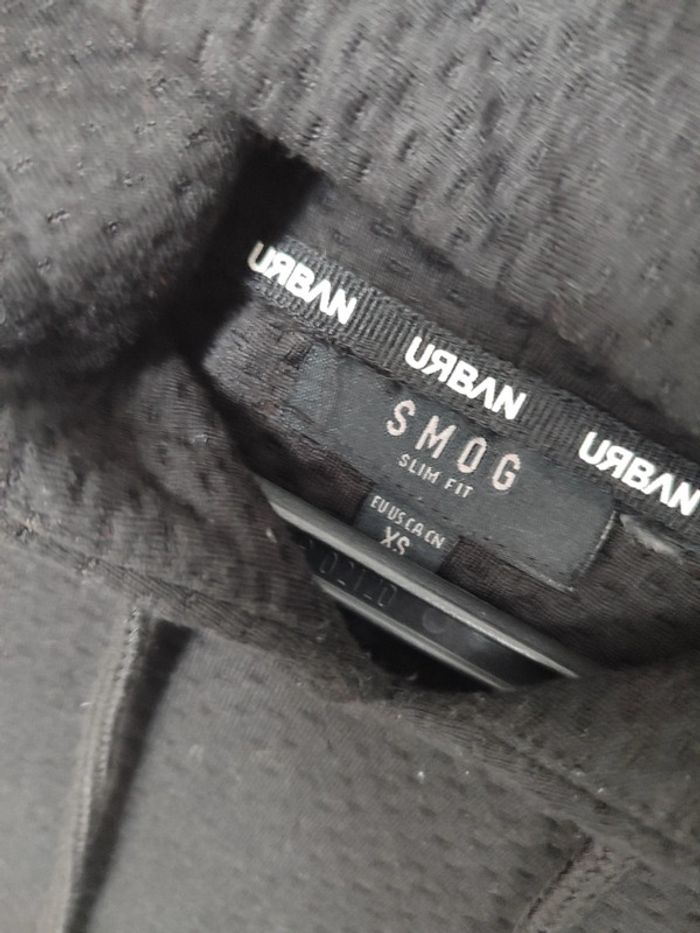 URBAN
URBAN
URBAN
SMOG
SLIM FIT
EU US CA CN
XS